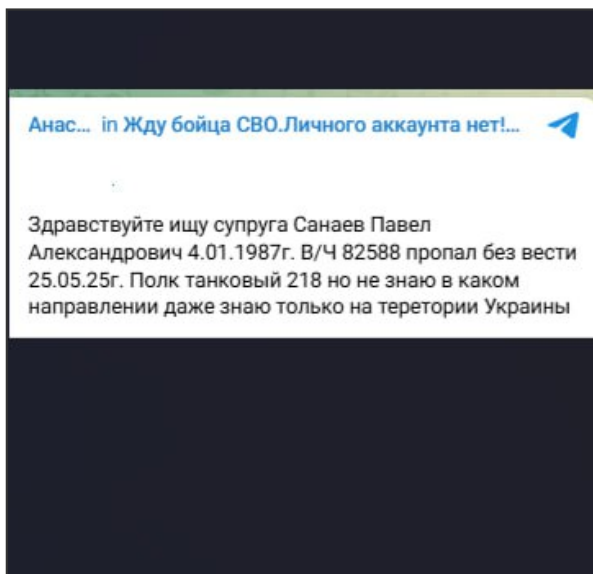 Анас... in Жду бойца СВО.Личного аккаунта нет!...
Здравствуйте ищу супруга Санаев Павел
Александрович 4.01.1987г. В/Ч 82588 пропал без вести
25.05.25г. Полк танковый 218 но не знаю в каком
направлении даже знаю только на теретории Украины